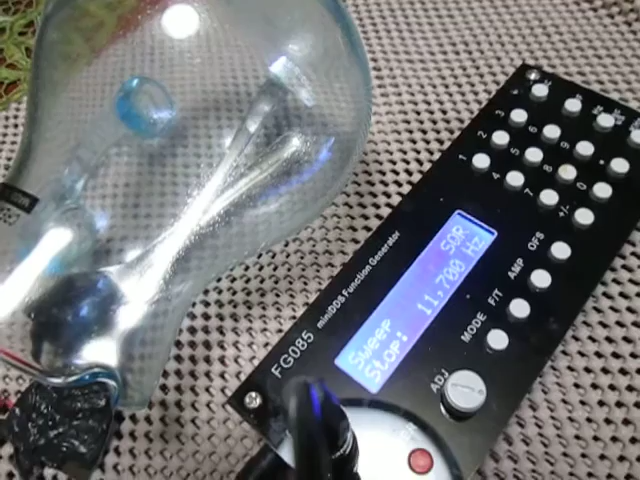 FG085 miniDDS Function Generator
Sweep SQR
Stop: 11,700 Hz
1 2 3
4 5 6
7 8 9
+/- 0 .
MODE F/T AMP OFS
ADJ